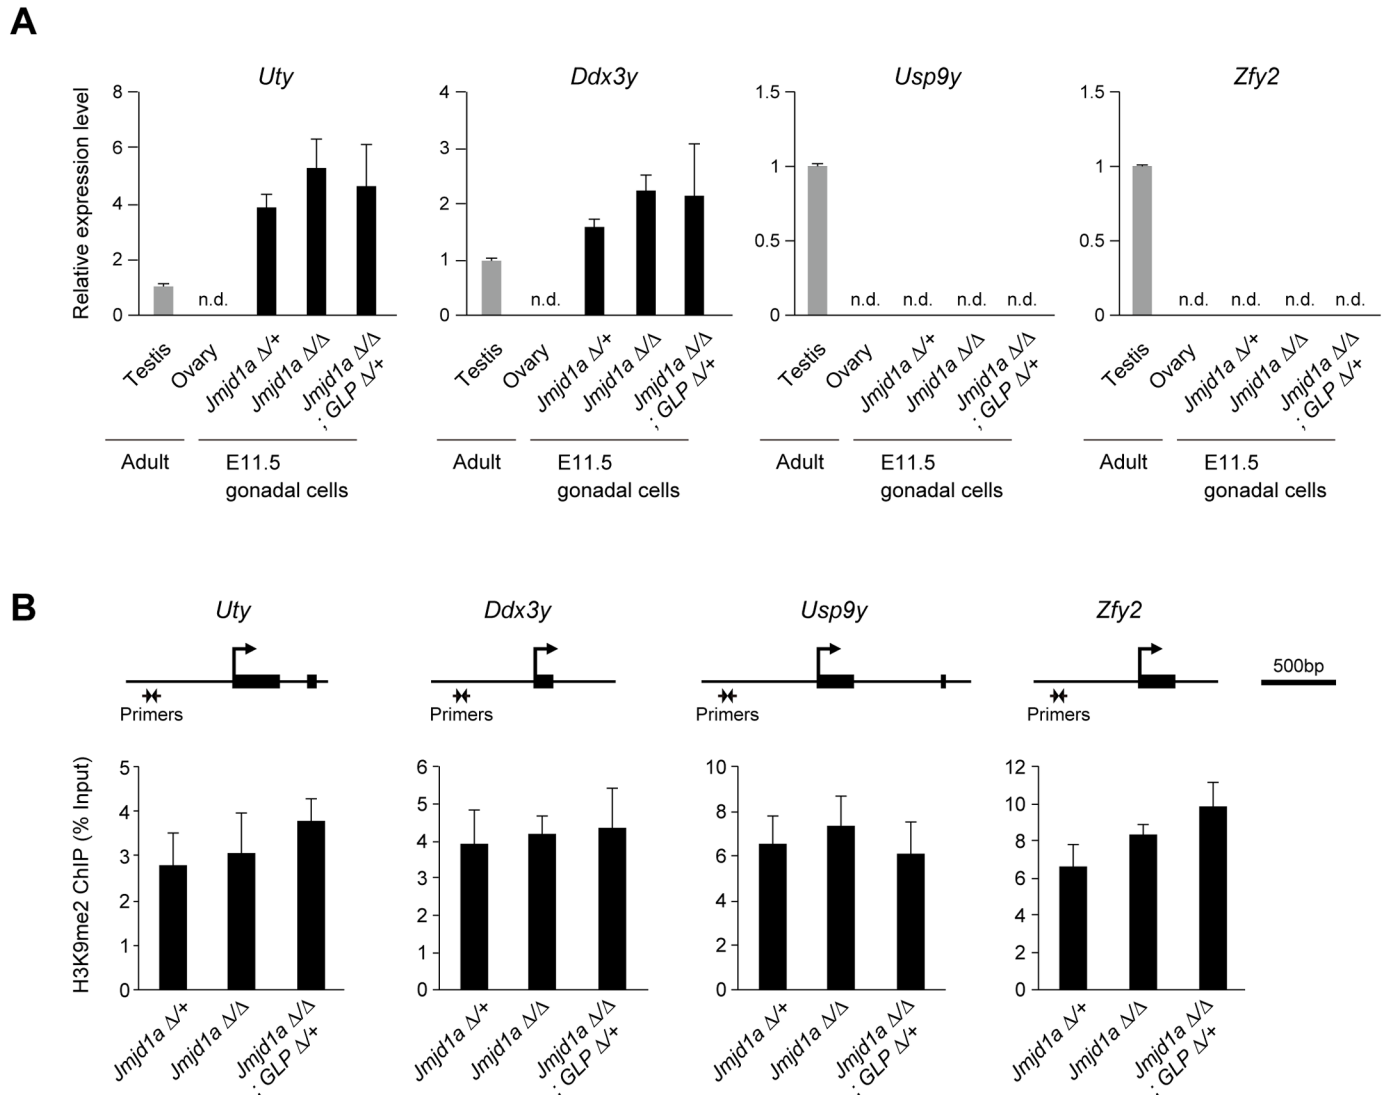 A
Uty
Ddx3y
Usp9y
Zfy2
Relative expression level
8
6
4
2
0
n.d.
4
3
2
1
0
n.d.
1.5
1
0.5
0
n.d.
n.d.
n.d.
n.d.
1.5
1
0.5
0
n.d.
n.d.
n.d.
n.d.
Testis
Ovary
Jmjd1a Δ/+
Jmjd1a Δ/Δ
Jmjd1a Δ/Δ
; GLP Δ/+
Testis
Ovary
Jmjd1a Δ/+
Jmjd1a Δ/Δ
Jmjd1a Δ/Δ
; GLP Δ/+
Testis
Ovary
Jmjd1a Δ/+
Jmjd1a Δ/Δ
Jmjd1a Δ/Δ
; GLP Δ/+
Testis
Ovary
Jmjd1a Δ/+
Jmjd1a Δ/Δ
Jmjd1a Δ/Δ
; GLP Δ/+
Adult
E11.5
gonadal cells
Adult
E11.5
gonadal cells
Adult
E11.5
gonadal cells
Adult
E11.5
gonadal cells
B
Uty
Ddx3y
Usp9y
Zfy2
500bp
Primers
Primers
Primers
Primers
H3K9me2 ChIP (% Input)
5
4
3
2
1
0
6
5
4
3
2
1
0
10
8
6
4
2
0
12
10
8
6
4
2
0
Jmjd1a Δ/+
Jmjd1a Δ/Δ
Jmjd1a Δ/Δ
; GLP Δ/+
Jmjd1a Δ/+
Jmjd1a Δ/Δ
Jmjd1a Δ/Δ
; GLP Δ/+
Jmjd1a Δ/+
Jmjd1a Δ/Δ
Jmjd1a Δ/Δ
; GLP Δ/+
Jmjd1a Δ/+
Jmjd1a Δ/Δ
Jmjd1a Δ/Δ
; GLP Δ/+